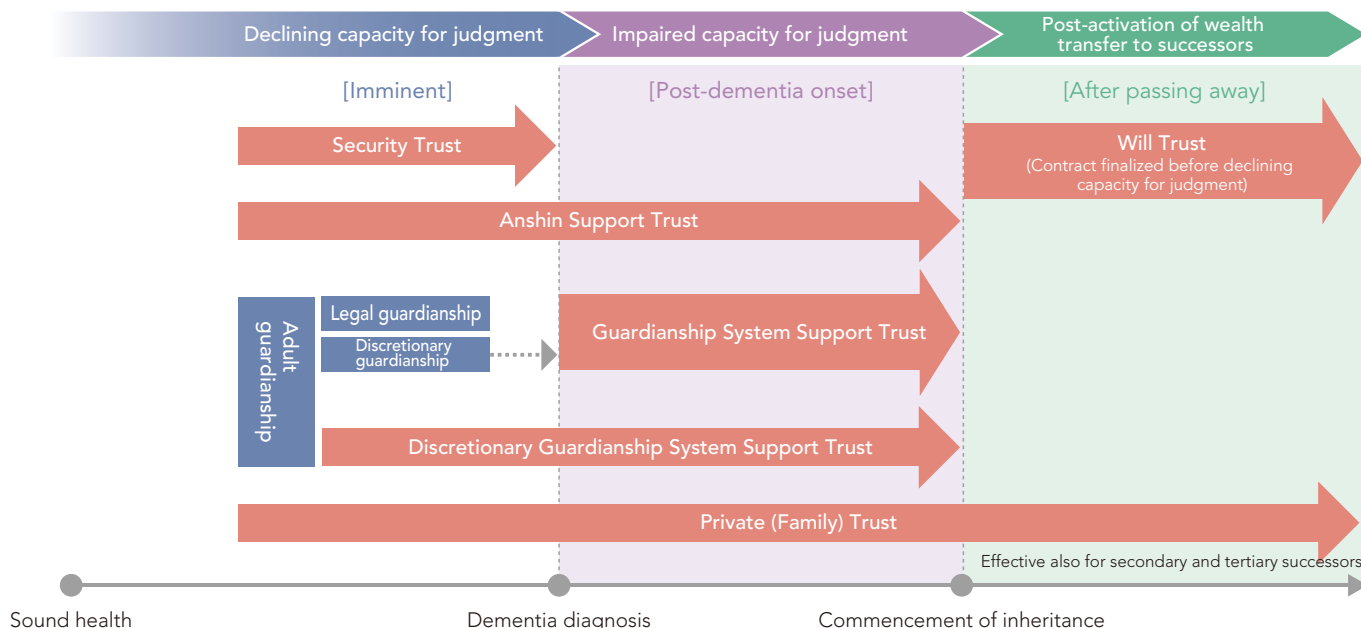 Declining capacity for judgment
Impaired capacity for judgment
Post-activation of wealth
transfer to successors
[Imminent]
[Post-dementia onset]
[After passing away]
Security Trust
Will Trust
(Contract finalized before declining
capacity for judgment)
Anshin Support Trust
Adult
guardianship
Legal guardianship
Discretionary
guardianship
Guardianship System Support Trust
Discretionary Guardianship System Support Trust
Private (Family) Trust
Effective also for secondary and tertiary successors
Sound health
Dementia diagnosis
Commencement of inheritance